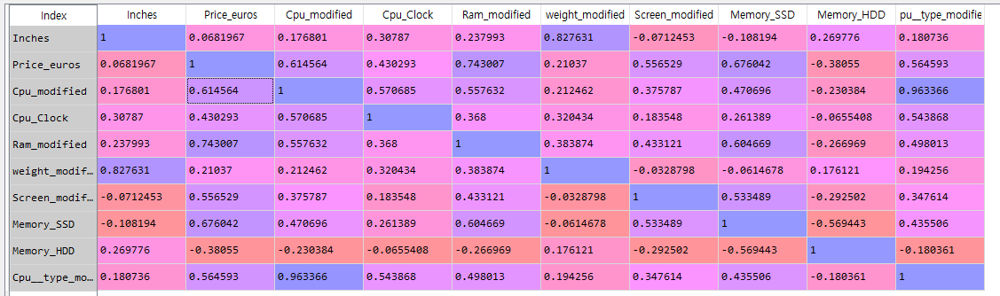 Index Inches Price_euros Cpu_modified Cpu_Clock Ram_modified weight_modified Screen_modified Memory_SSD Memory_HDD pu__type_modifie
Inches 1 0.0681967 0.176801 0.30787 0.237993 0.827631 -0.0712453 -0.108194 0.269776 0.180736
Price_euros 0.0681967 1 0.614564 0.430293 0.743007 0.21037 0.556529 0.676042 -0.38055 0.564593
Cpu_modified 0.176801 0.614564 1 0.570685 0.557632 0.212462 0.375787 0.470696 -0.230384 0.963366
Cpu_Clock 0.30787 0.430293 0.570685 1 0.368 0.320434 0.183548 0.261389 -0.0655408 0.543868
Ram_modified 0.237993 0.743007 0.557632 0.368 1 0.383874 0.433121 0.604669 -0.266969 0.498013
weight_modif… 0.827631 0.21037 0.212462 0.320434 0.383874 1 -0.0328798 -0.0614678 0.176121 0.194256
Screen_modif… -0.0712453 0.556529 0.375787 0.183548 0.433121 -0.0328798 1 0.533489 -0.292502 0.347614
Memory_SSD -0.108194 0.676042 0.470696 0.261389 0.604669 -0.0614678 0.533489 1 -0.569443 0.435506
Memory_HDD 0.269776 -0.38055 -0.230384 -0.0655408 -0.266969 0.176121 -0.292502 -0.569443 1 -0.180361
Cpu__type_mo… 0.180736 0.564593 0.963366 0.543868 0.498013 0.194256 0.347614 0.435506 -0.180361 1